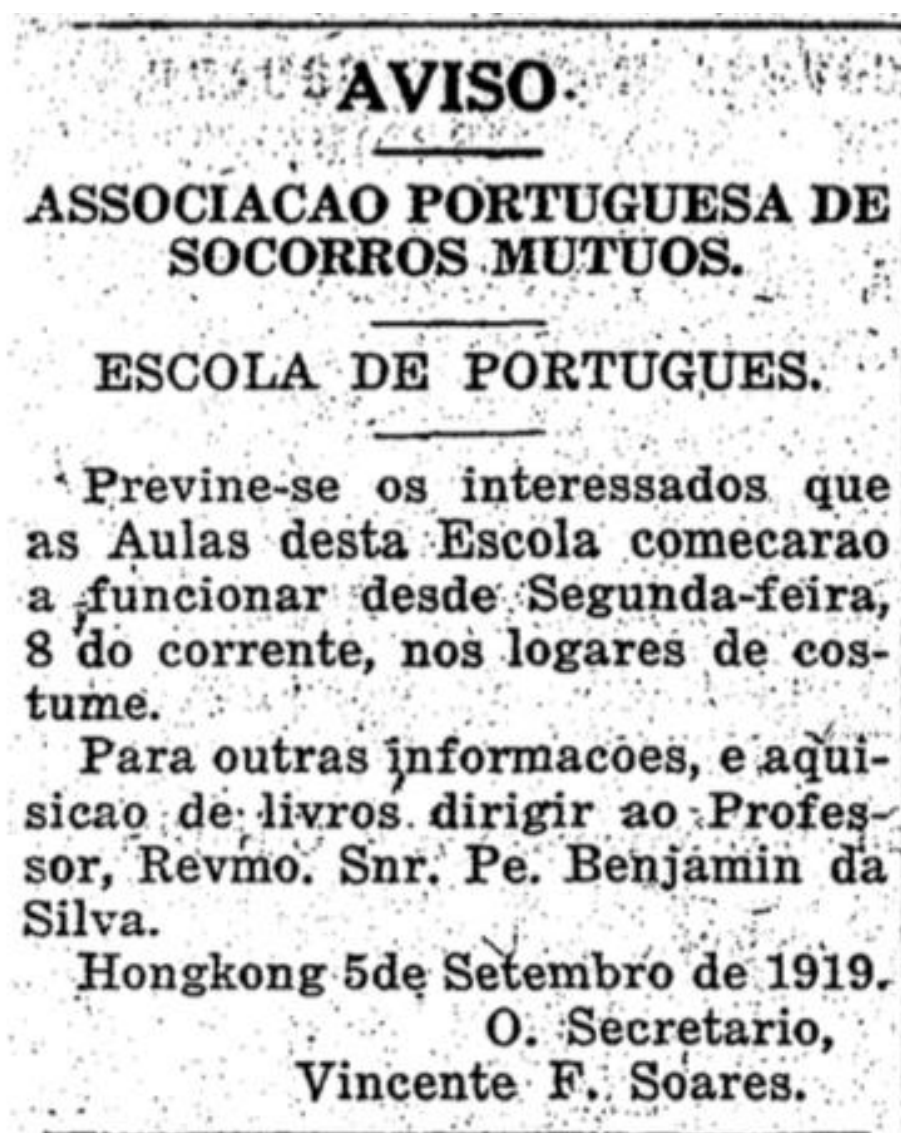 AVISO.
ASSOCIACAO PORTUGUESA DE
SOCORROS MUTUOS.
ESCOLA DE PORTUGUES.
Previne-se os interessados que
as Aulas desta Escola comecarao
a funcionar desde Segunda-feira,
8 do corrente, nos logares de cos-
tume.
Para outras informacoes, e aqui-
sicao de livros dirigir ao Profes-
sor, Revmo. Snr. Pe. Benjamin da
Silva.
Hongkong 5de Setembro de 1919.
O. Secretario,
Vincente F. Soares.